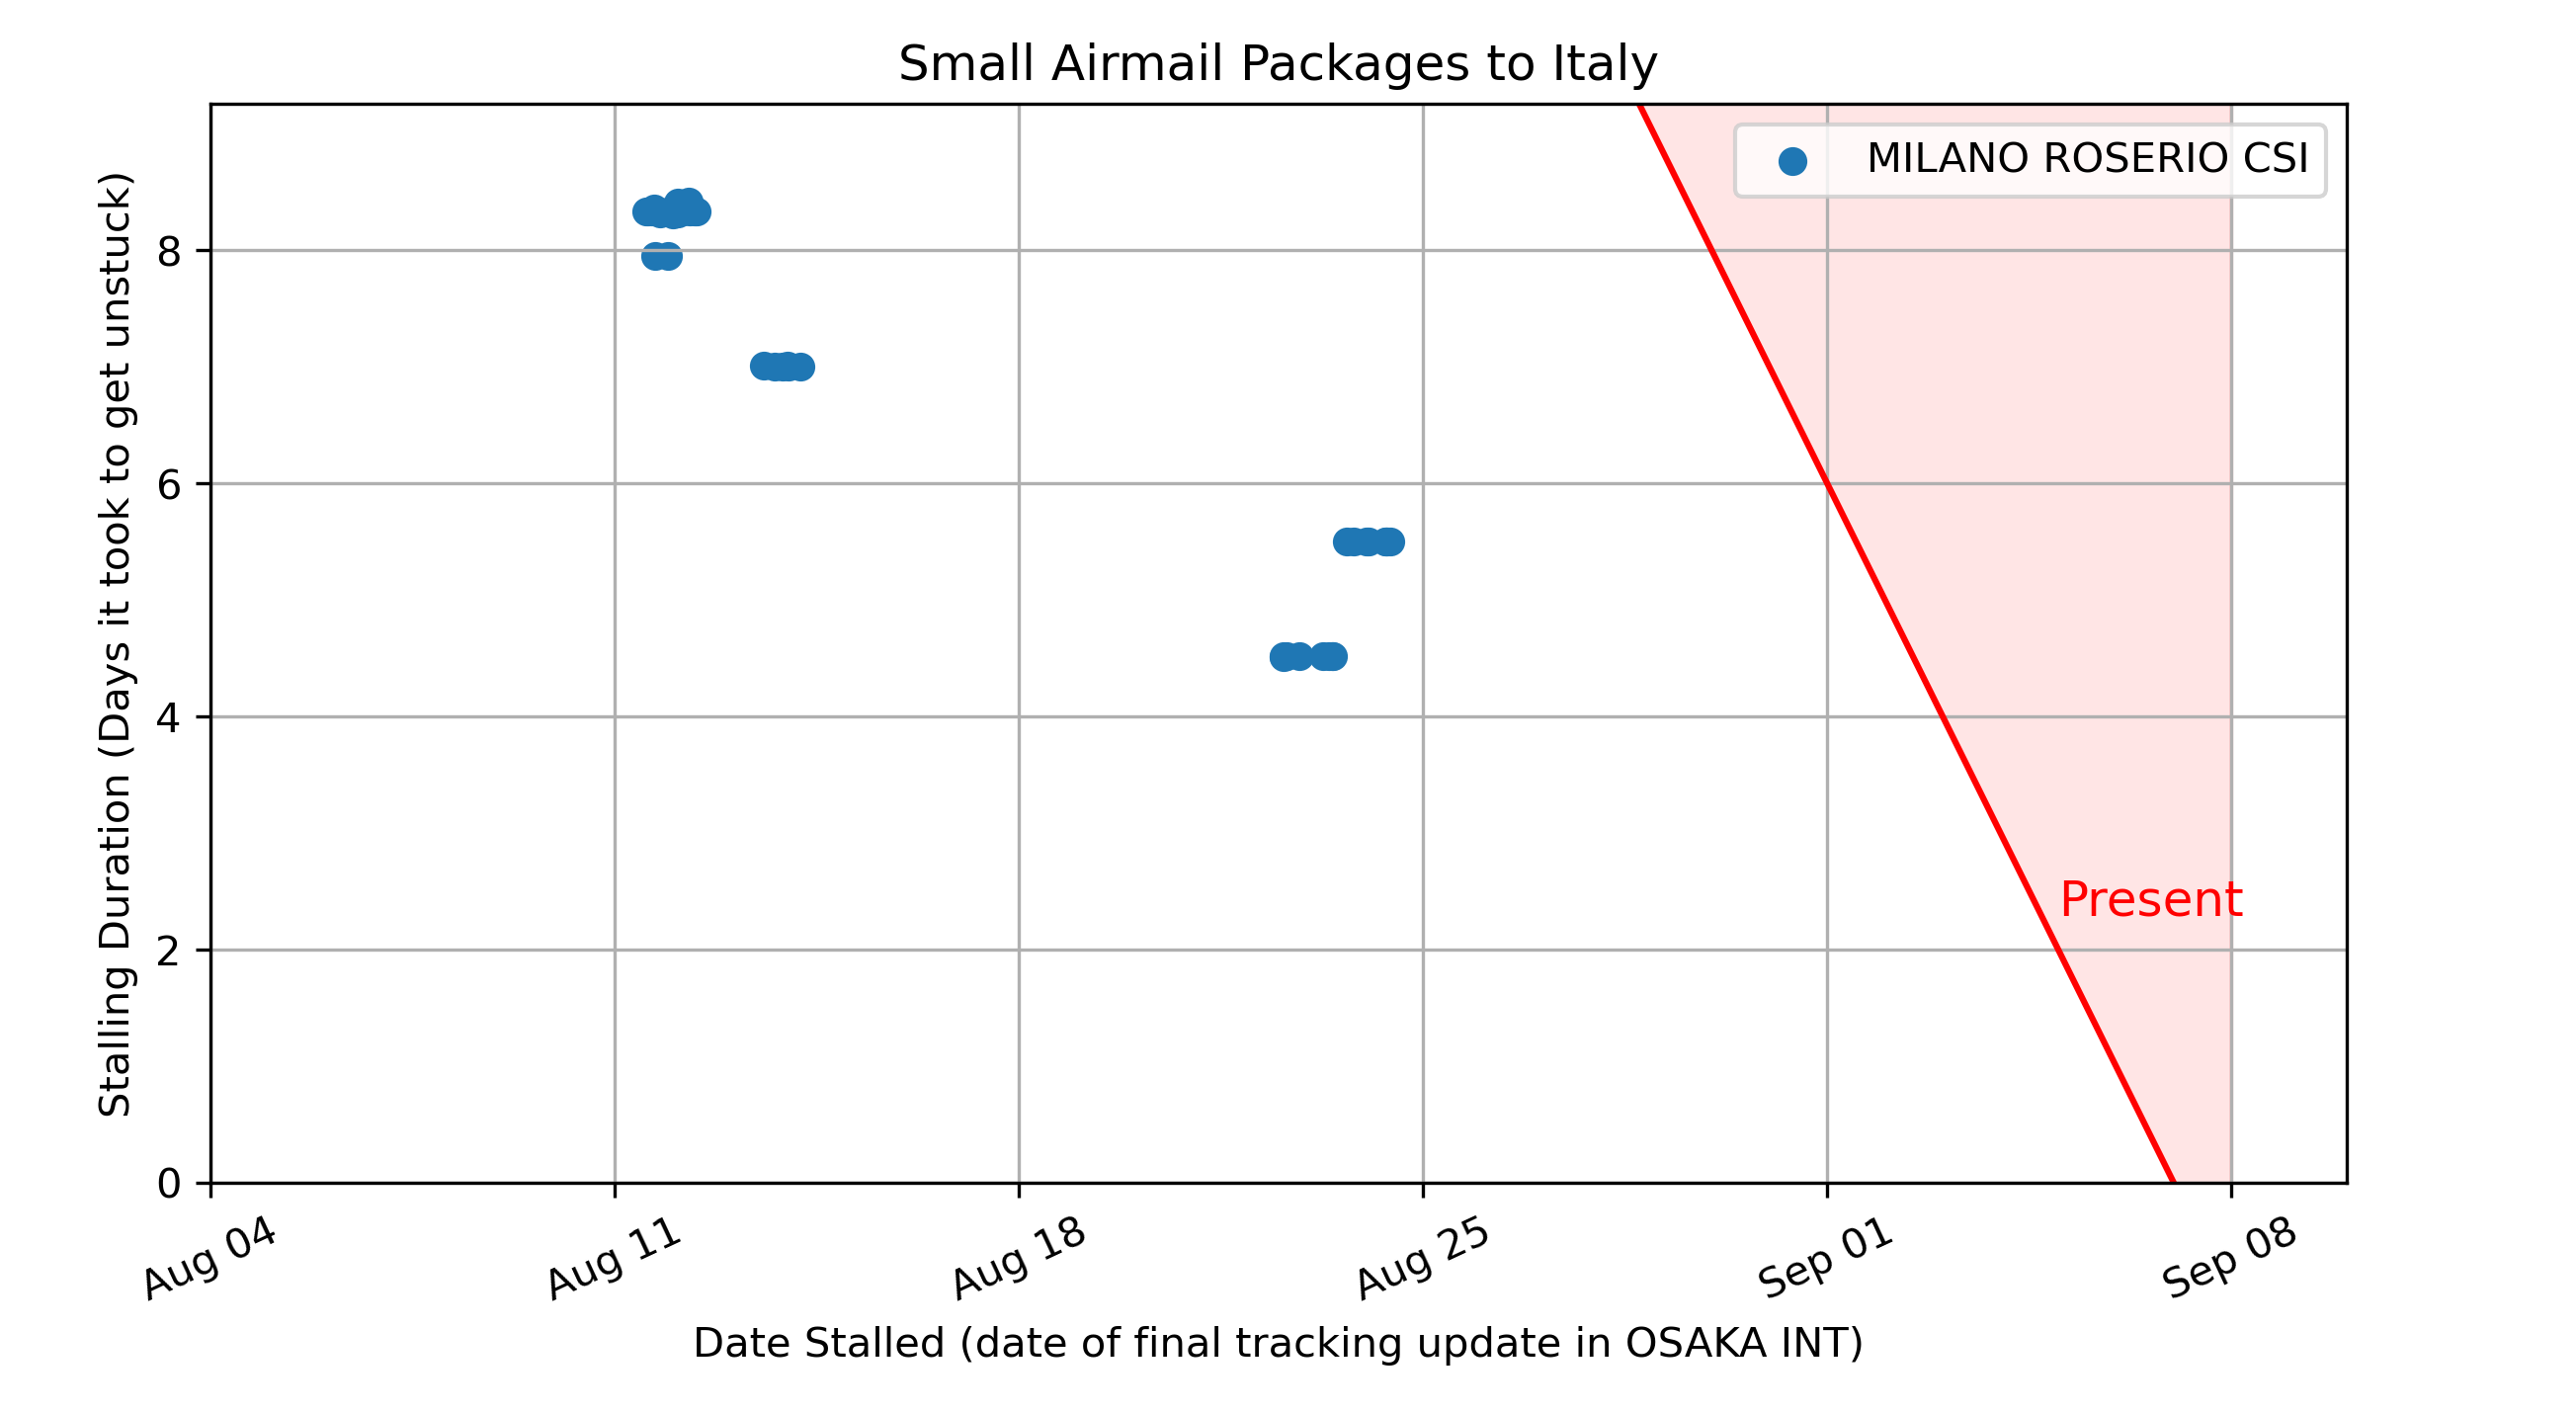 Small Airmail Packages to Italy
MILANO ROSERIO CSI
Stalling Duration (Days it took to get unstuck)
8
6
4
2
0
Present
Aug 04
Aug 11
Aug 18
Aug 25
Sep 01
Sep 08
Date Stalled (date of final tracking update in OSAKA INT)